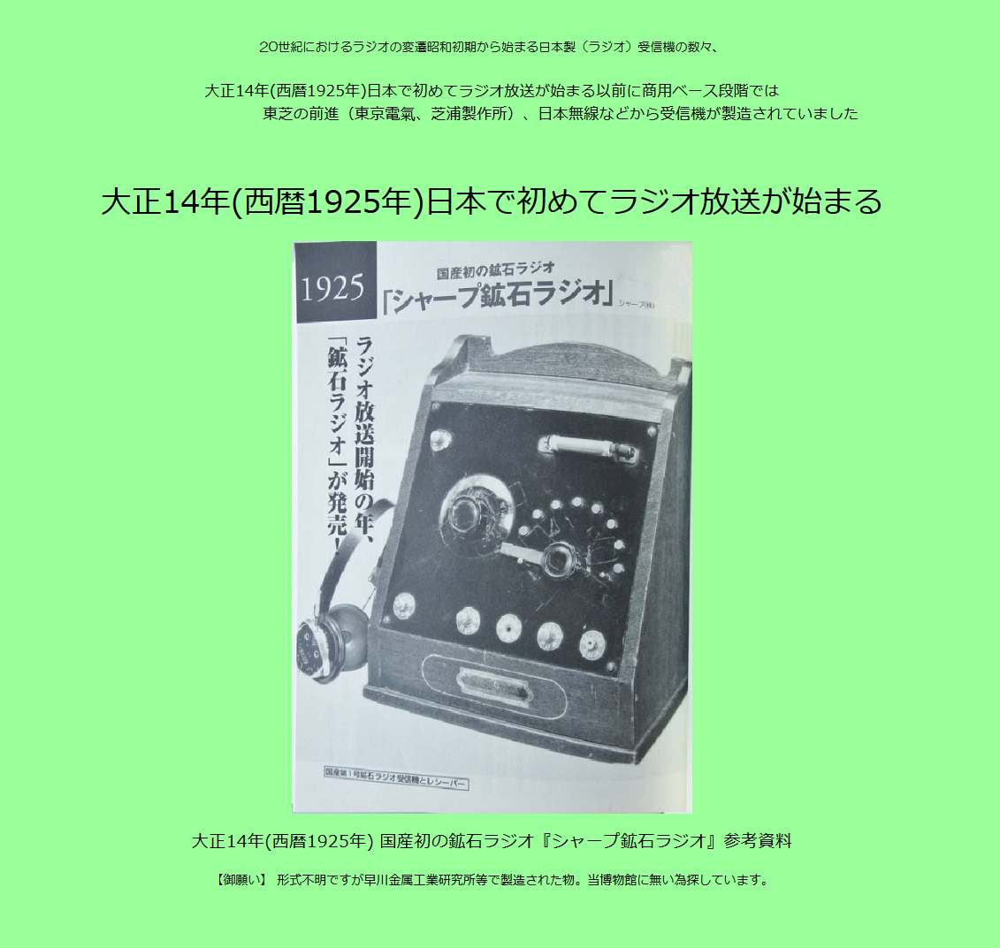 20世紀におけるラジオの変遷昭和初期から始まる日本製（ラジオ）受信機の数々、
大正14年(西暦1925年)日本で初めてラジオ放送が始まる以前に商用ベース段階では
東芝の前進（東京電氣、芝浦製作所）、日本無線などから受信機が製造されていました
大正14年(西暦1925年)日本で初めてラジオ放送が始まる
1925
国産初の鉱石ラジオ
「シャープ鉱石ラジオ」
シャープ(株)
ラジオ放送開始の年、
「鉱石ラジオ」が発売！
国産第1号鉱石ラジオ受信機とレシーバー
大正14年(西暦1925年) 国産初の鉱石ラジオ『シャープ鉱石ラジオ』参考資料
【御願い】 形式不明ですが早川金属工業研究所等で製造された物。当博物館に無い為探しています。